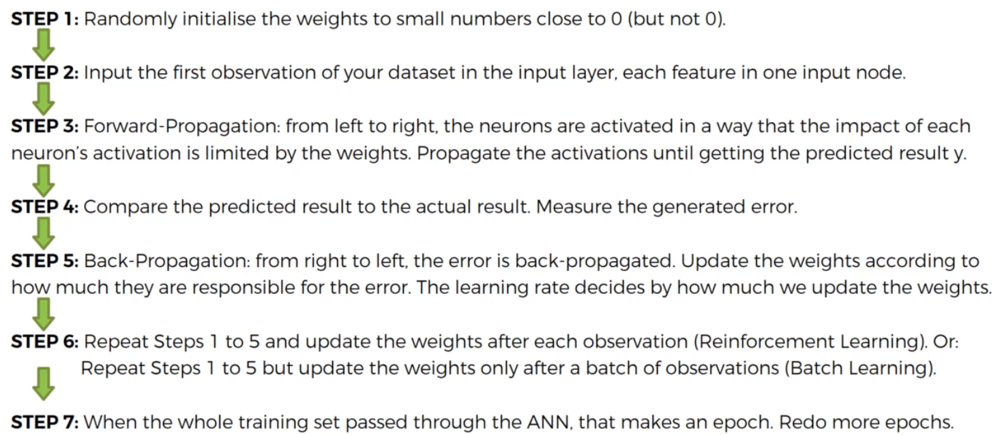 STEP 1: Randomly initialise the weights to small numbers close to 0 (but not 0).
STEP 2: Input the first observation of your dataset in the input layer, each feature in one input node.
STEP 3: Forward-Propagation: from left to right, the neurons are activated in a way that the impact of each
neuron's activation is limited by the weights. Propagate the activations until getting the predicted result y.
STEP 4: Compare the predicted result to the actual result. Measure the generated error.
STEP 5: Back-Propagation: from right to left, the error is back-propagated. Update the weights according to
how much they are responsible for the error. The learning rate decides by how much we update the weights.
STEP 6: Repeat Steps 1 to 5 and update the weights after each observation (Reinforcement Learning). Or:
Repeat Steps 1 to 5 but update the weights only after a batch of observations (Batch Learning).
STEP 7: When the whole training set passed through the ANN, that makes an epoch. Redo more epochs.